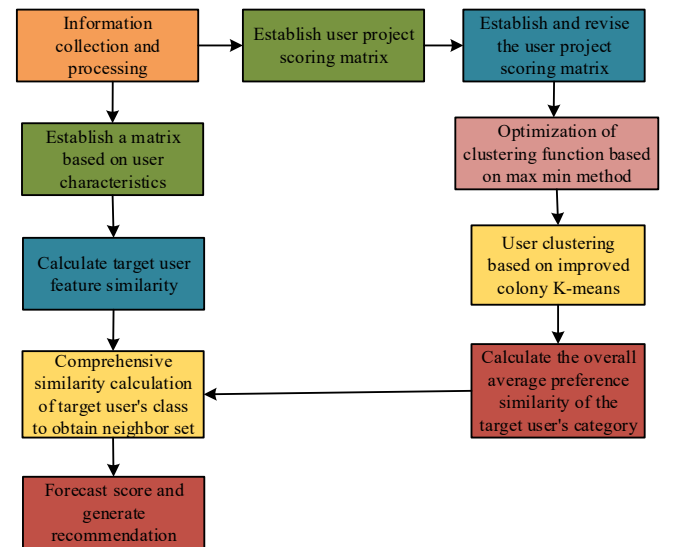 Information
collection and
processing
Establish user project
scoring matrix
Establish and revise
the user project
scoring matrix
Establish a matrix
based on user
characteristics
Optimization of
clustering function based
on max min method
Calculate target user
feature similarity
User clustering
based on improved
colony K-means
Comprehensive
similarity calculation
of target user's class
to obtain neighbor set
Calculate the overall
average preference
similarity of the
target user's category
Forecast score and
generate
recommendation